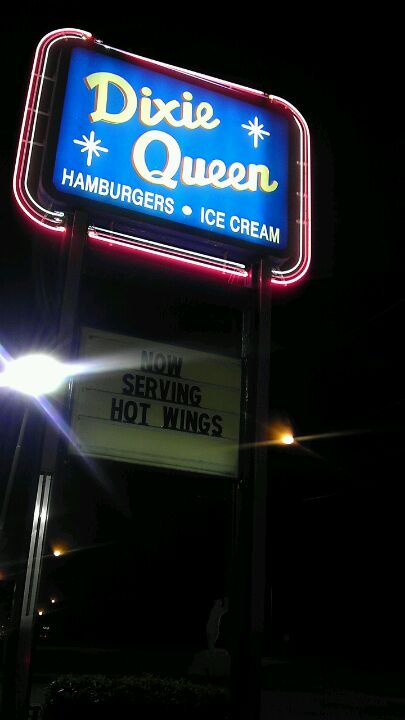 Dixie
Queen
HAMBURGERS • ICE CREAM
NOW
SERVING
HOT WINGS